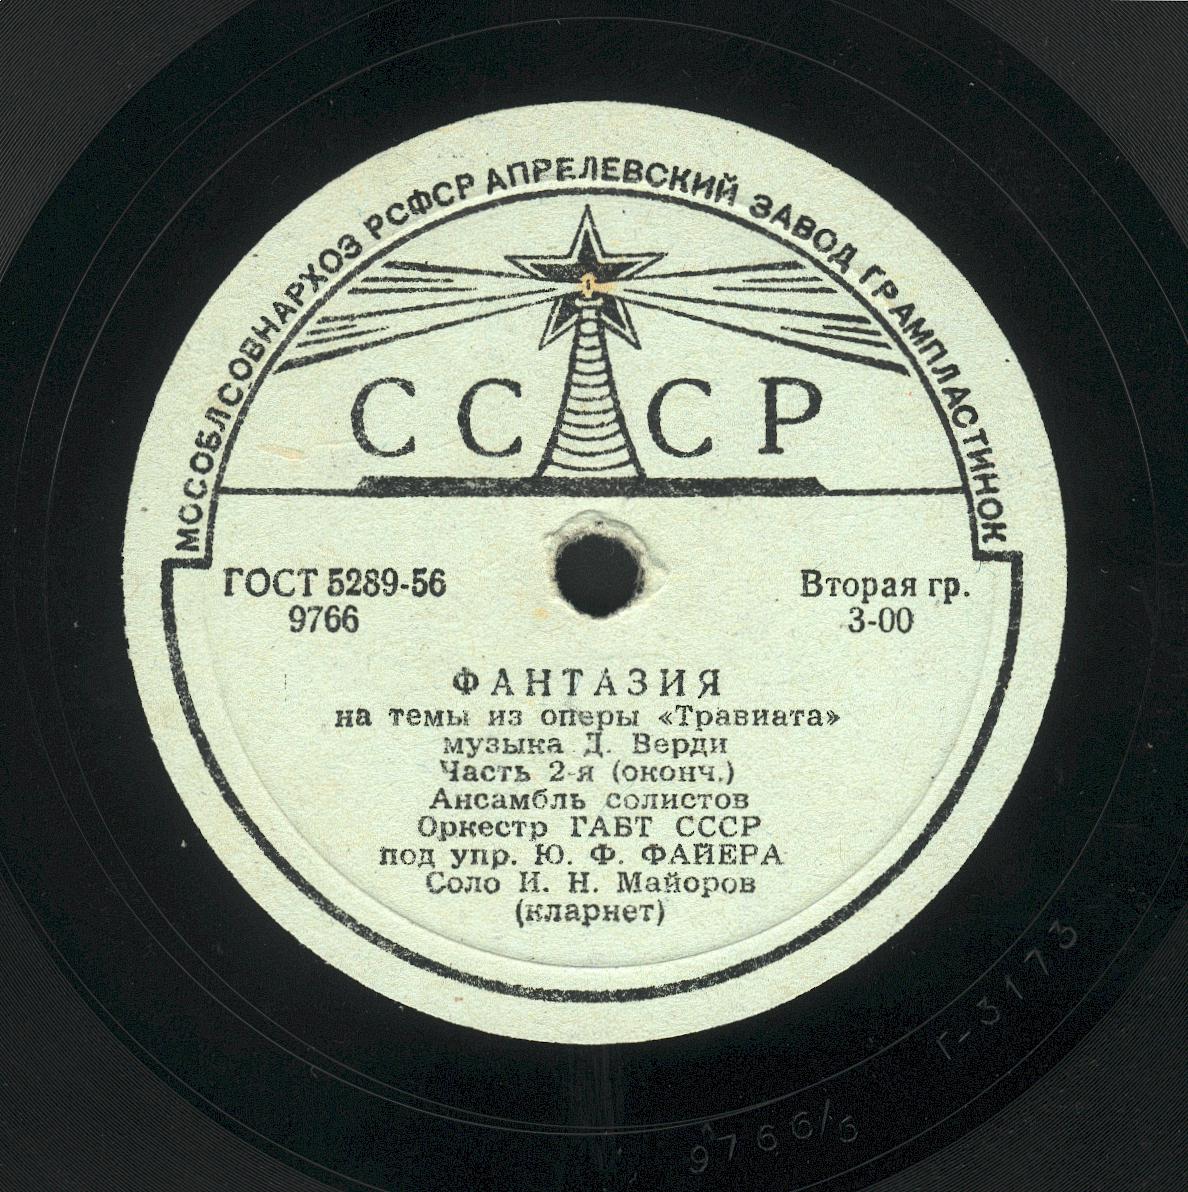 МОСОБЛСОВНАРХОЗ РСФСР АПРЕЛЕВСКИЙ ЗАВОД ГРАМПЛАСТИНОК
СССР
ГОСТ 5289-56
9766
Вторая гр.
3-00
ФАНТАЗИЯ
на темы из оперы «Травиата»
музыка Д. Верди
Часть 2-я (оконч.)
Ансамбль солистов
Оркестр ГАБТ СССР
под упр. Ю. Ф. ФАЙЕРА
Соло И. Н. Майоров
(кларнет)
Г-3173
9766/5